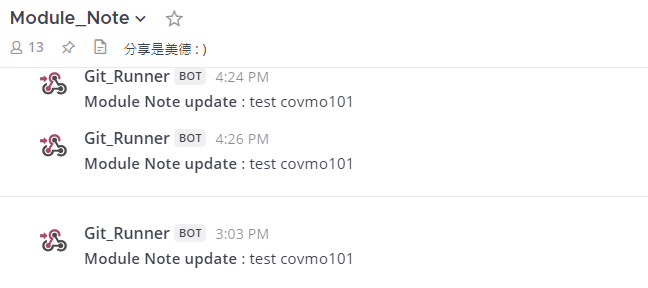 Module_Note
13 分享是美德 : )
Git_Runner BOT 4:24 PM
Module Note update : test covmo101
Git_Runner BOT 4:26 PM
Module Note update : test covmo101
Git_Runner BOT 3:03 PM
Module Note update : test covmo101